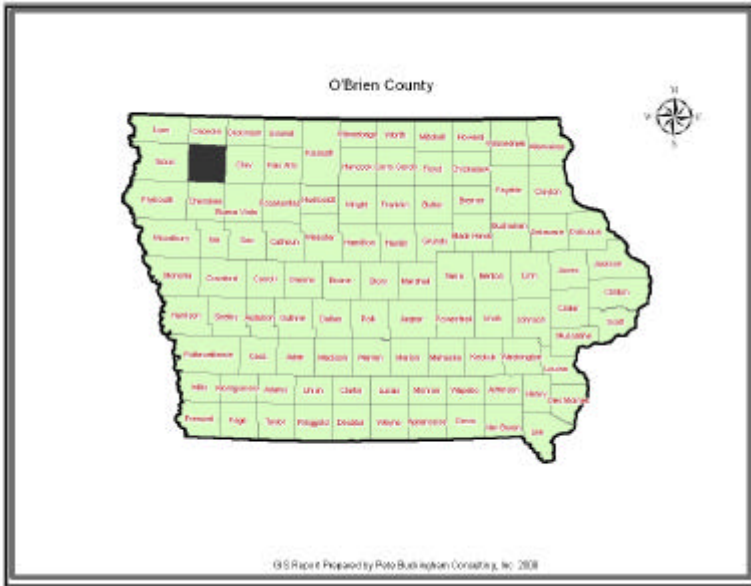 O'Brien County
N
W E
S
Lyon Osceola Dickinson Emmet Winnebago Worth Mitchell Howard Winneshiek Allamakee
Kossuth
Sioux Clay Palo Alto Hancock Cerro Gordo Floyd Chickasaw
Fayette Clayton
Plymouth Cherokee Pocahontas Humboldt Wright Franklin Butler Bremer
Buena Vista
Woodbury Ida Sac Calhoun Webster Hamilton Hardin Grundy Black Hawk Buchanan Delaware Dubuque
Monona Crawford Carroll Greene Boone Story Marshall Tama Benton Linn Jones Jackson
Clinton
Cedar
Harrison Shelby Audubon Guthrie Dallas Polk Jasper Poweshiek Iowa Johnson Scott
Muscatine
Pottawattamie Cass Adair Madison Warren Marion Mahaska Keokuk Washington Louisa
Mills Montgomery Adams Union Clarke Lucas Monroe Wapello Jefferson Henry Des Moines
Fremont Page Taylor Ringgold Decatur Wayne Appanoose Davis Van Buren Lee
GIS Report Prepared by Pete Buckingham Consulting, Inc. 2008